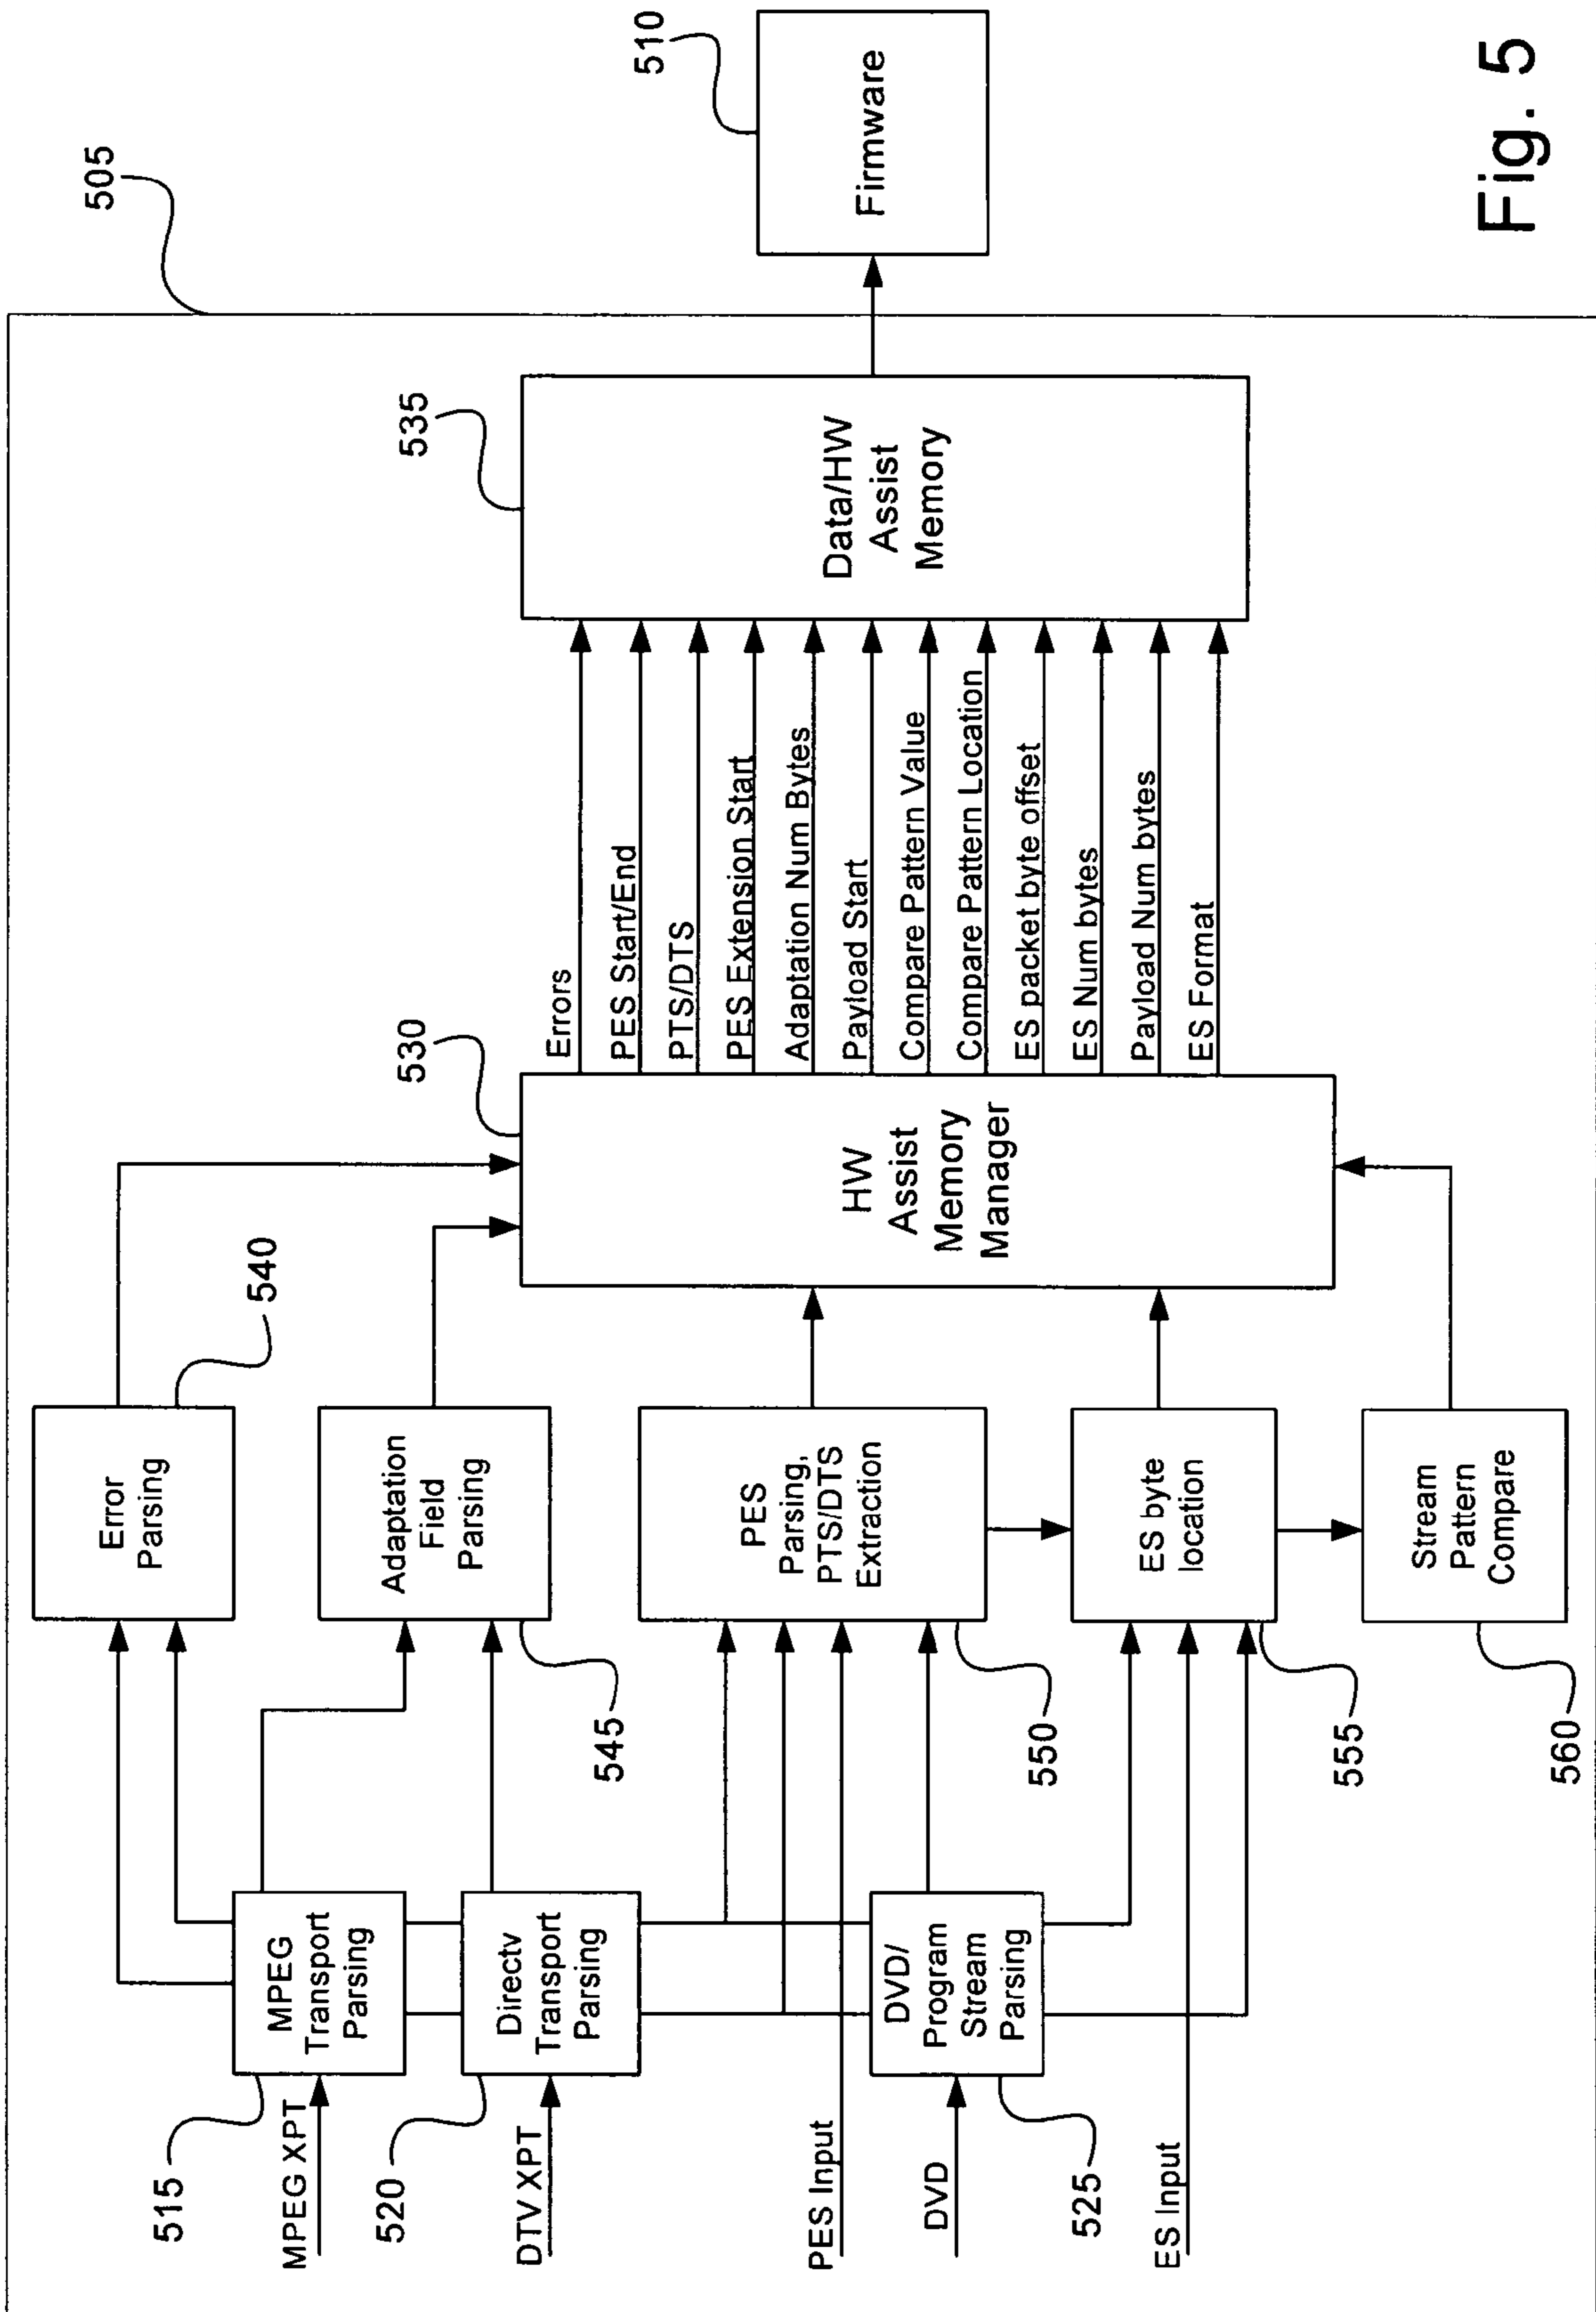 505
515
MPEG XPT
MPEG
Transport
Parsing
520
DTV XPT
Directv
Transport
Parsing
PES Input
DVD
DVD/
Program
Stream
Parsing
525
ES Input
Error
Parsing
540
Adaptation
Field
Parsing
545
PES
Parsing,
PTS/DTS
Extraction
550
ES byte
location
555
Stream
Pattern
Compare
560
530
HW
Assist
Memory
Manager
Errors
PES Start/End
PTS/DTS
PES Extension Start
Adaptation Num Bytes
Payload Start
Compare Pattern Value
Compare Pattern Location
ES packet byte offset
ES Num bytes
Payload Num bytes
ES Format
535
Data/HW
Assist
Memory
510
Firmware
Fig. 5